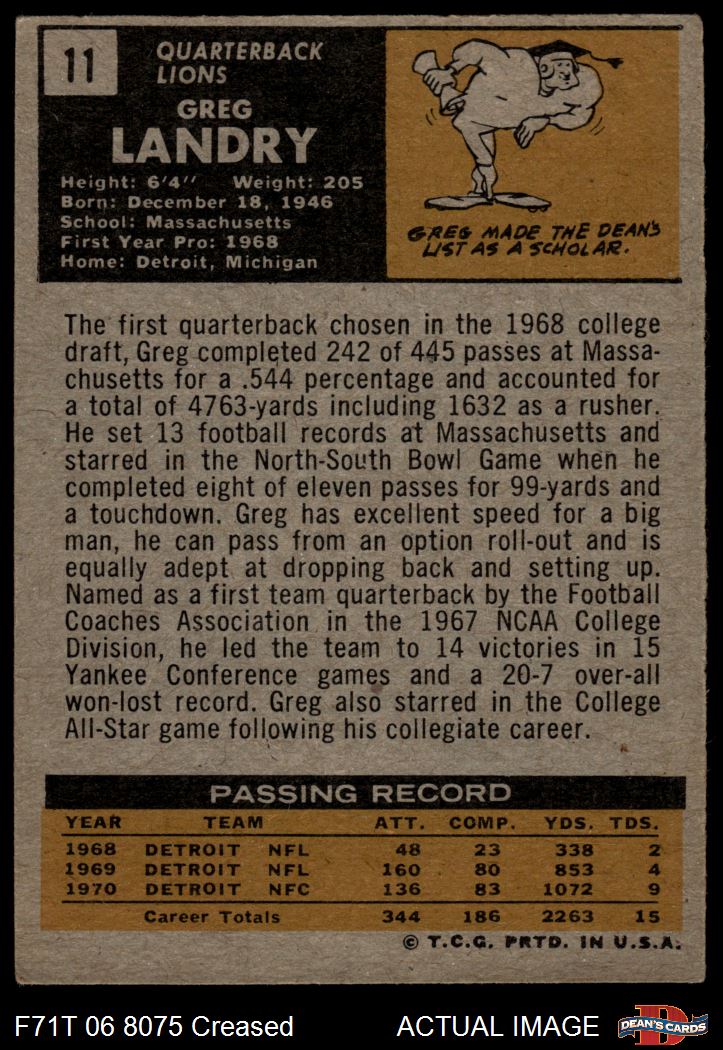 11
QUARTERBACK
LIONS
GREG
LANDRY
Height: 6'4" Weight: 205
Born: December 18, 1946
School: Massachusetts
First Year Pro: 1968
Home: Detroit, Michigan
GREG MADE THE DEAN'S
LIST AS A SCHOLAR.
The first quarterback chosen in the 1968 college
draft, Greg completed 242 of 445 passes at Massa-
chusetts for a .544 percentage and accounted for
a total of 4763-yards including 1632 as a rusher.
He set 13 football records at Massachusetts and
starred in the North-South Bowl Game when he
completed eight of eleven passes for 99-yards and
a touchdown. Greg has excellent speed for a big
man, he can pass from an option roll-out and is
equally adept at dropping back and setting up.
Named as a first team quarterback by the Football
Coaches Association in the 1967 NCAA College
Division, he led the team to 14 victories in 15
Yankee Conference games and a 20-7 over-all
won-lost record. Greg also starred in the College
All-Star game following his collegiate career.
PASSING RECORD
YEAR TEAM ATT. COMP. YDS. TDS.
1968 DETROIT NFL 48 23 338 2
1969 DETROIT NFL 160 80 853 4
1970 DETROIT NFC 136 83 1072 9
Career Totals 344 186 2263 15
© T.C.G. PRTD. IN U.S.A.
F71T 06 8075 Creased ACTUAL IMAGE
D
DEAN'S CARDS